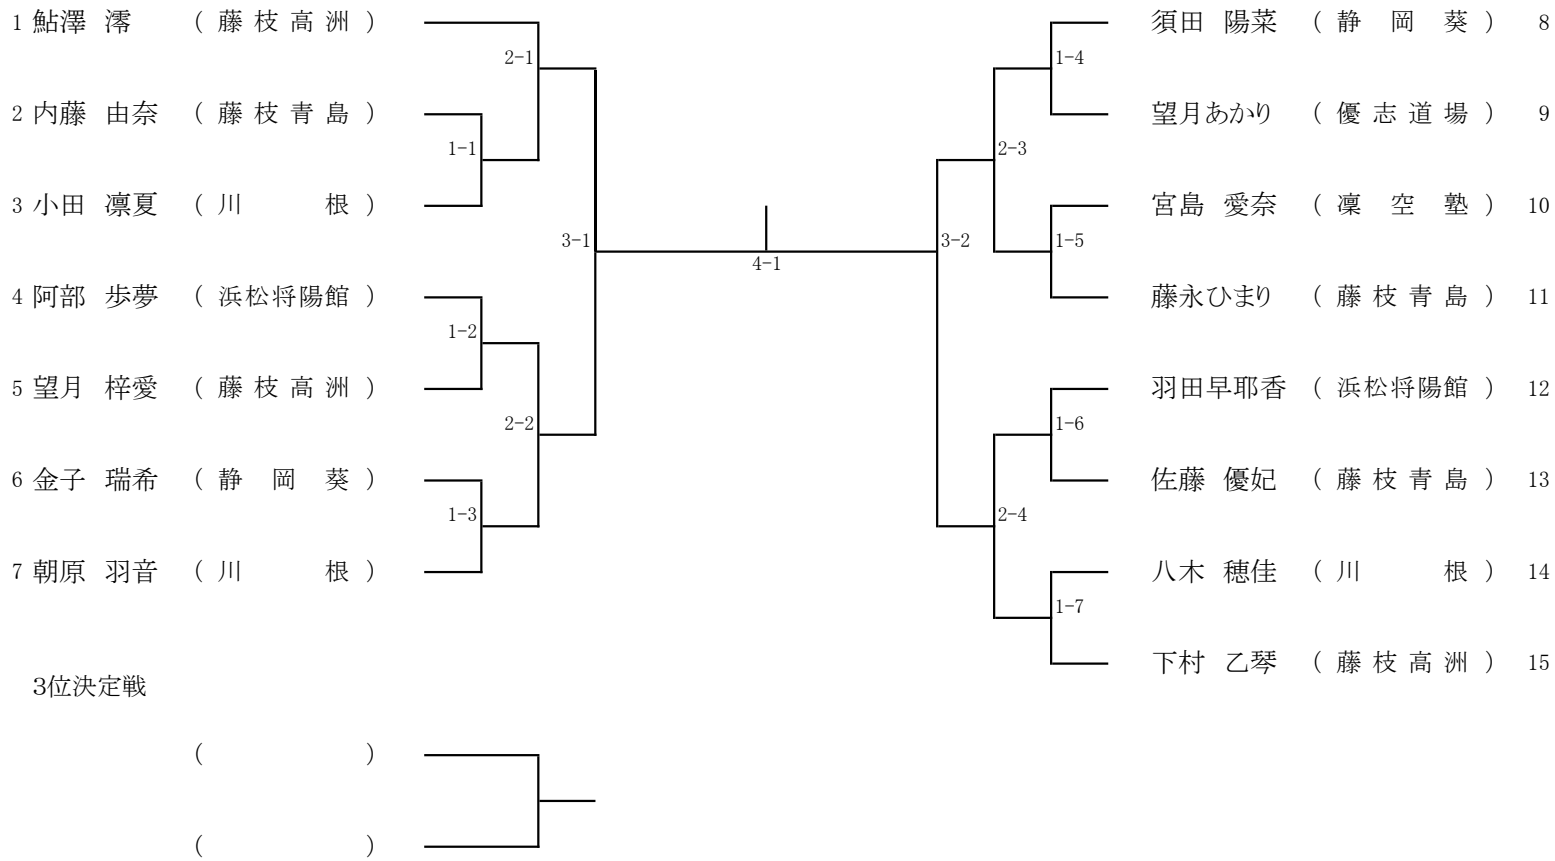 1 鮎澤 澪 ( 藤枝高洲 )
2-1
2 内藤 由奈 ( 藤枝青島 )
1-1
3 小田 凛夏 ( 川根 )
3-1
4 阿部 歩夢 ( 浜松将陽館 )
1-2
5 望月 梓愛 ( 藤枝高洲 )
2-2
6 金子 瑞希 ( 静岡葵 )
1-3
7 朝原 羽音 ( 川根 )
4-1
須田 陽菜 ( 静岡葵 ) 8
1-4
望月あかり ( 優志道場 ) 9
2-3
宮島 愛奈 ( 凜空塾 ) 10
3-2
1-5
藤永ひまり ( 藤枝青島 ) 11
羽田早耶香 ( 浜松将陽館 ) 12
1-6
佐藤 優妃 ( 藤枝青島 ) 13
2-4
八木 穂佳 ( 川根 ) 14
1-7
下村 乙琴 ( 藤枝高洲 ) 15
3位決定戦
( )
( )